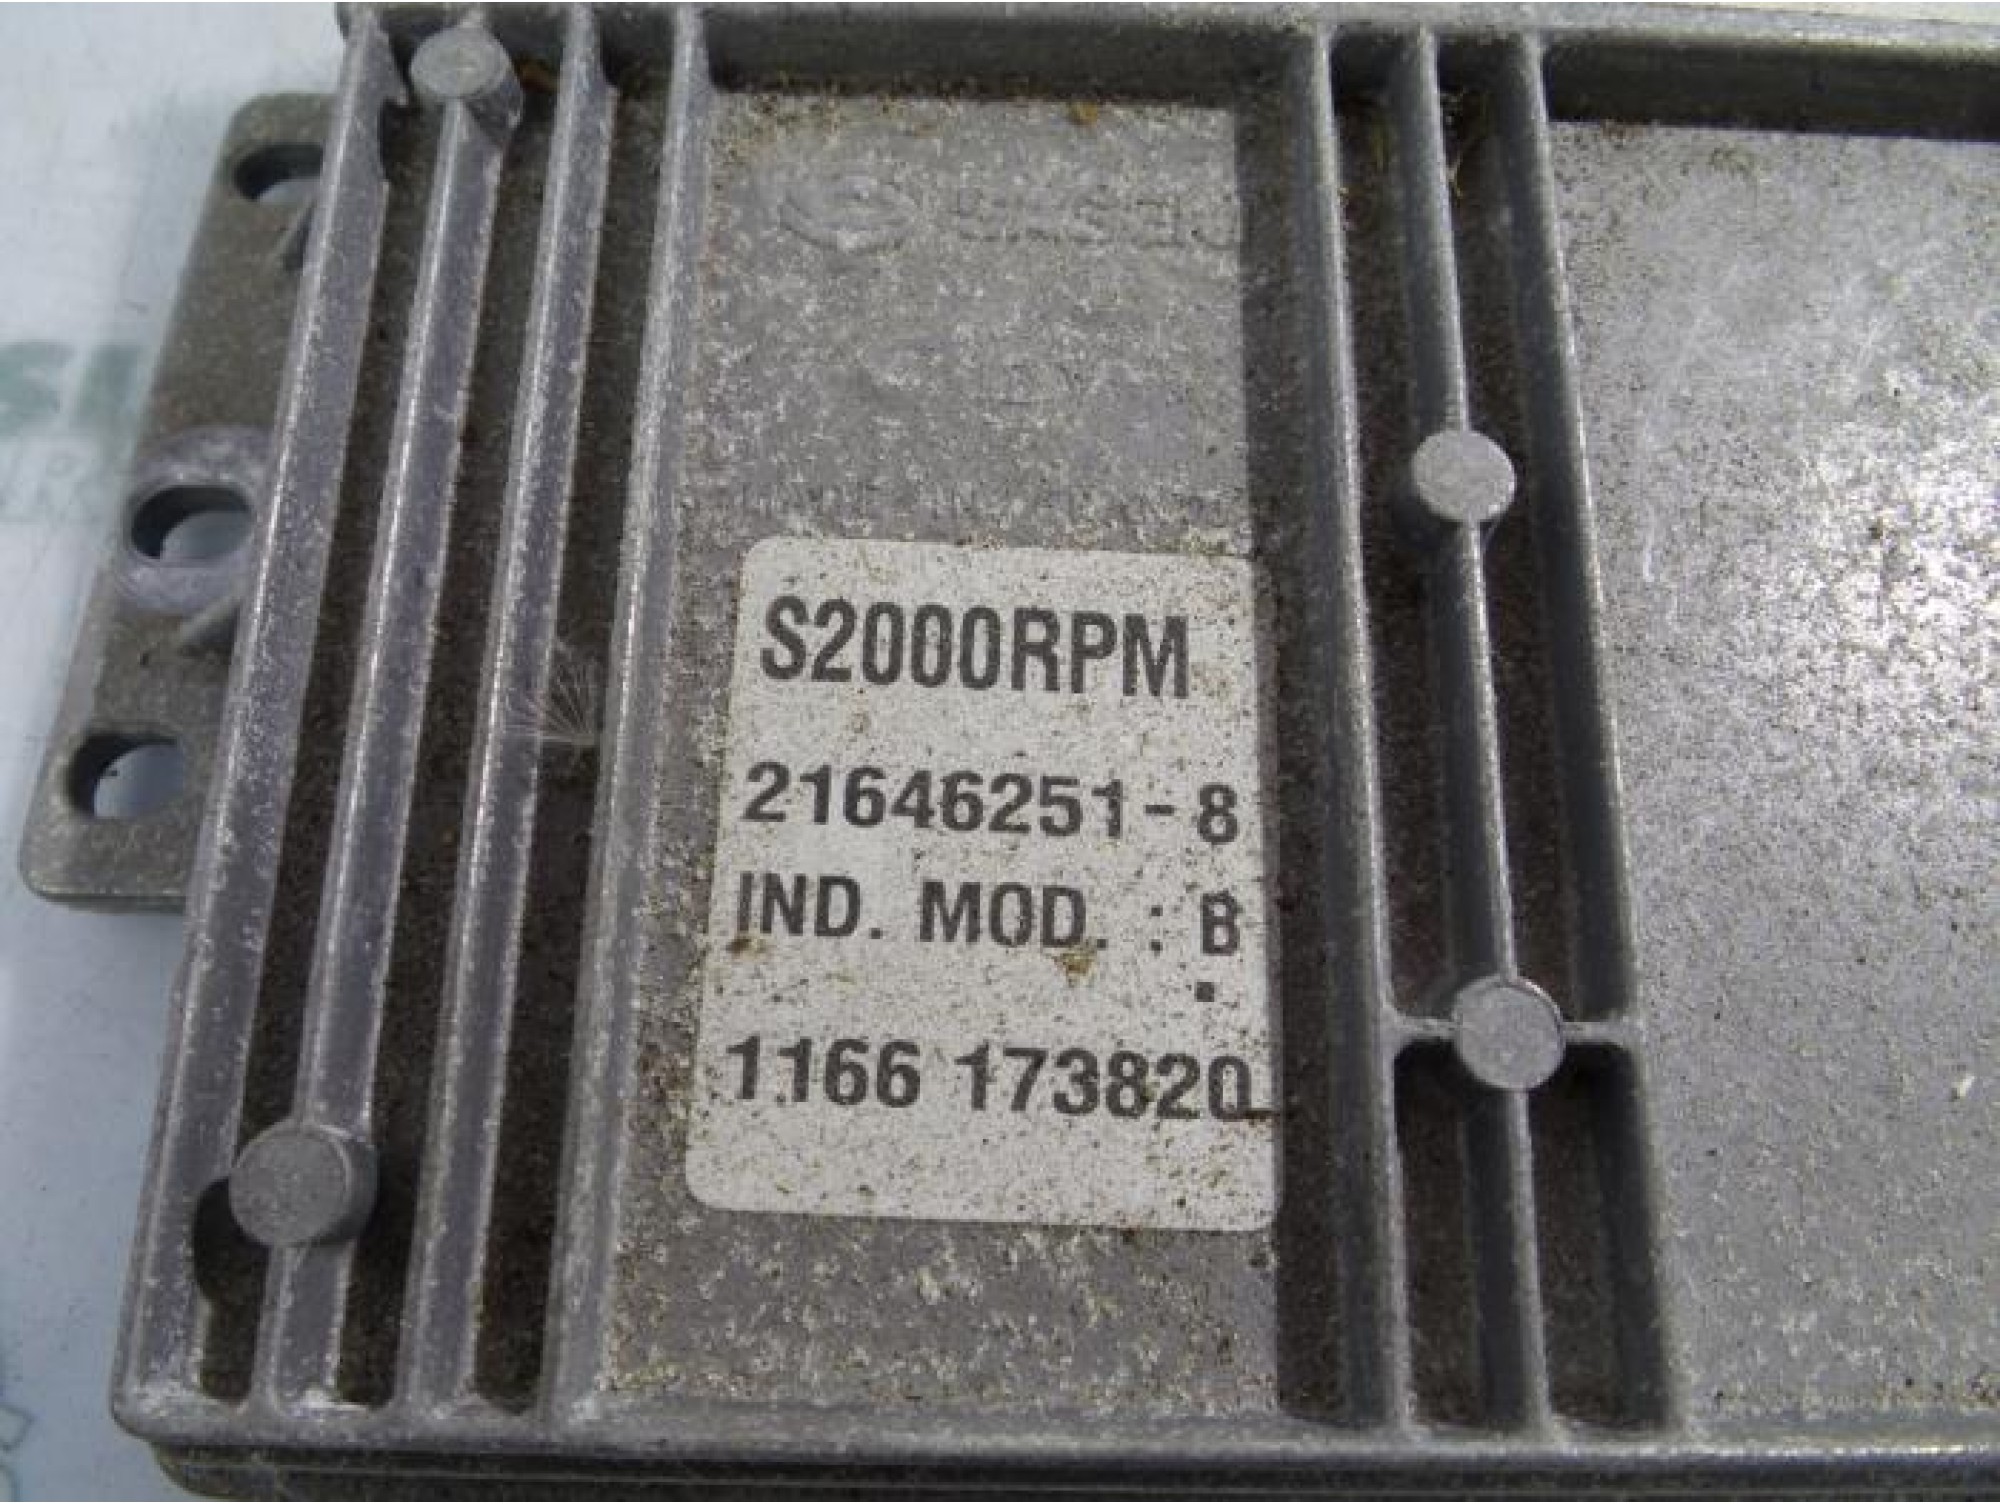 S2000RPM
21646251-8
IND. MOD. : B
1166 173820